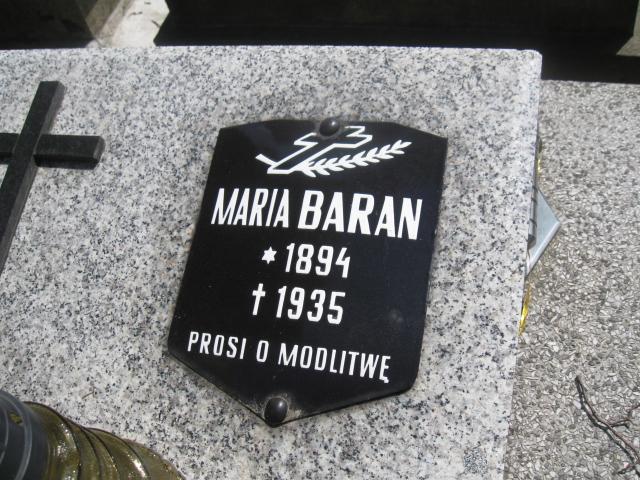 MARIA BARAN
* 1894
† 1935
PROSI O MODLITWĘ